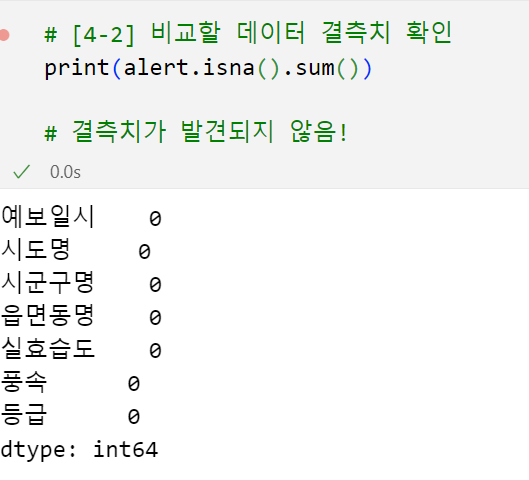 # [4-2] 비교할 데이터 결측치 확인
print(alert.isna().sum())
# 결측치가 발견되지 않음!
0.0s
예보일시 0
시도명 0
시군구명 0
읍면동명 0
실효습도 0
풍속 0
등급 0
dtype: int64